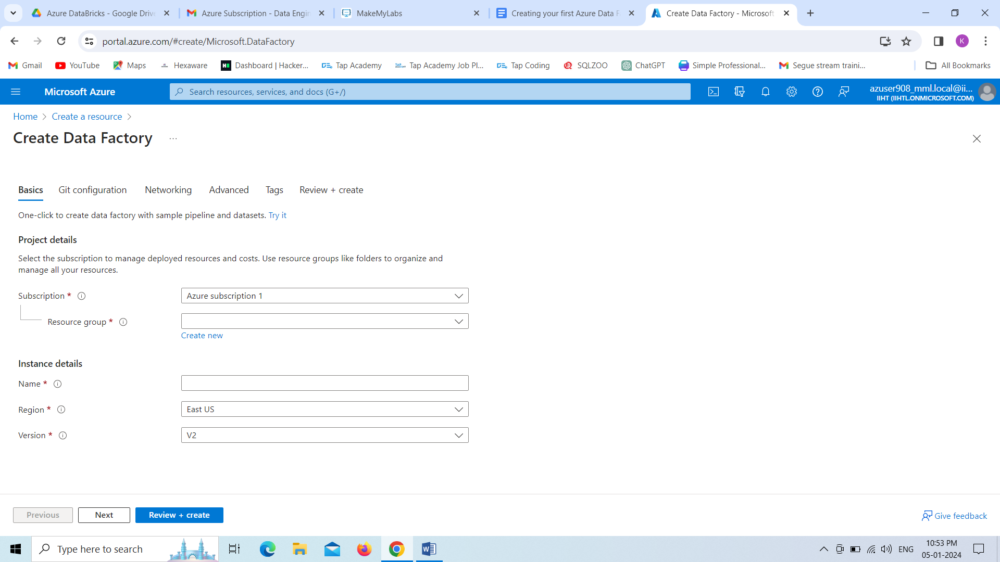 Azure DataBricks - Google Drive
Azure Subscription - Data Engin
MakeMyLabs
Creating your first Azure Data F
Create Data Factory - Microsoft
portal.azure.com/#create/Microsoft.DataFactory
K
Gmail
YouTube
Maps
Hexaware
Dashboard | Hacker...
Tap Academy
Tap Academy Job Pl...
Tap Coding
SQLZOO
ChatGPT
Simple Professional...
Segue stream traini...
All Bookmarks
Microsoft Azure
Search resources, services, and docs (G+/)
azuser908_mml.local@ii...
IIHT (IIHTL.ONMICROSOFT.COM)
Home > Create a resource >
Create Data Factory ...
Basics
Git configuration
Networking
Advanced
Tags
Review + create
One-click to create data factory with sample pipeline and datasets. Try it
Project details
Select the subscription to manage deployed resources and costs. Use resource groups like folders to organize and
manage all your resources.
Subscription *
Azure subscription 1
Resource group *
Create new
Instance details
Name *
Region *
East US
Version *
V2
Previous
Next
Review + create
Give feedback
Type here to search
ENG
10:53 PM
05-01-2024